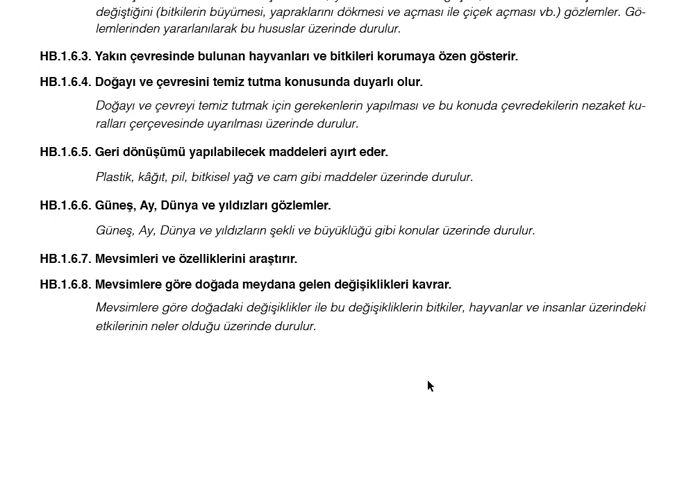 değiştiğini (bitkilerin büyümesi, yapraklarını dökmesi ve açması ile çiçek açması vb.) gözlemler. Gö-
lemlerinden yararlanılarak bu hususlar üzerinde durulur.
HB.1.6.3. Yakın çevresinde bulunan hayvanları ve bitkileri korumaya özen gösterir.
HB.1.6.4. Doğayı ve çevresini temiz tutma konusunda duyarlı olur.
Doğayı ve çevreyi temiz tutmak için gerekenlerin yapılması ve bu konuda çevredekilerin nezaket ku-
ralları çerçevesinde uyarılması üzerinde durulur.
HB.1.6.5. Geri dönüşümü yapılabilecek maddeleri ayırt eder.
Plastik, kâğıt, pil, bitkisel yağ ve cam gibi maddeler üzerinde durulur.
HB.1.6.6. Güneş, Ay, Dünya ve yıldızları gözlemler.
Güneş, Ay, Dünya ve yıldızların şekli ve büyüklüğü gibi konular üzerinde durulur.
HB.1.6.7. Mevsimleri ve özelliklerini araştırır.
HB.1.6.8. Mevsimlere göre doğada meydana gelen değişiklikleri kavrar.
Mevsimlere göre doğadaki değişiklikler ile bu değişikliklerin bitkiler, hayvanlar ve insanlar üzerindeki
etkilerinin neler olduğu üzerinde durulur.